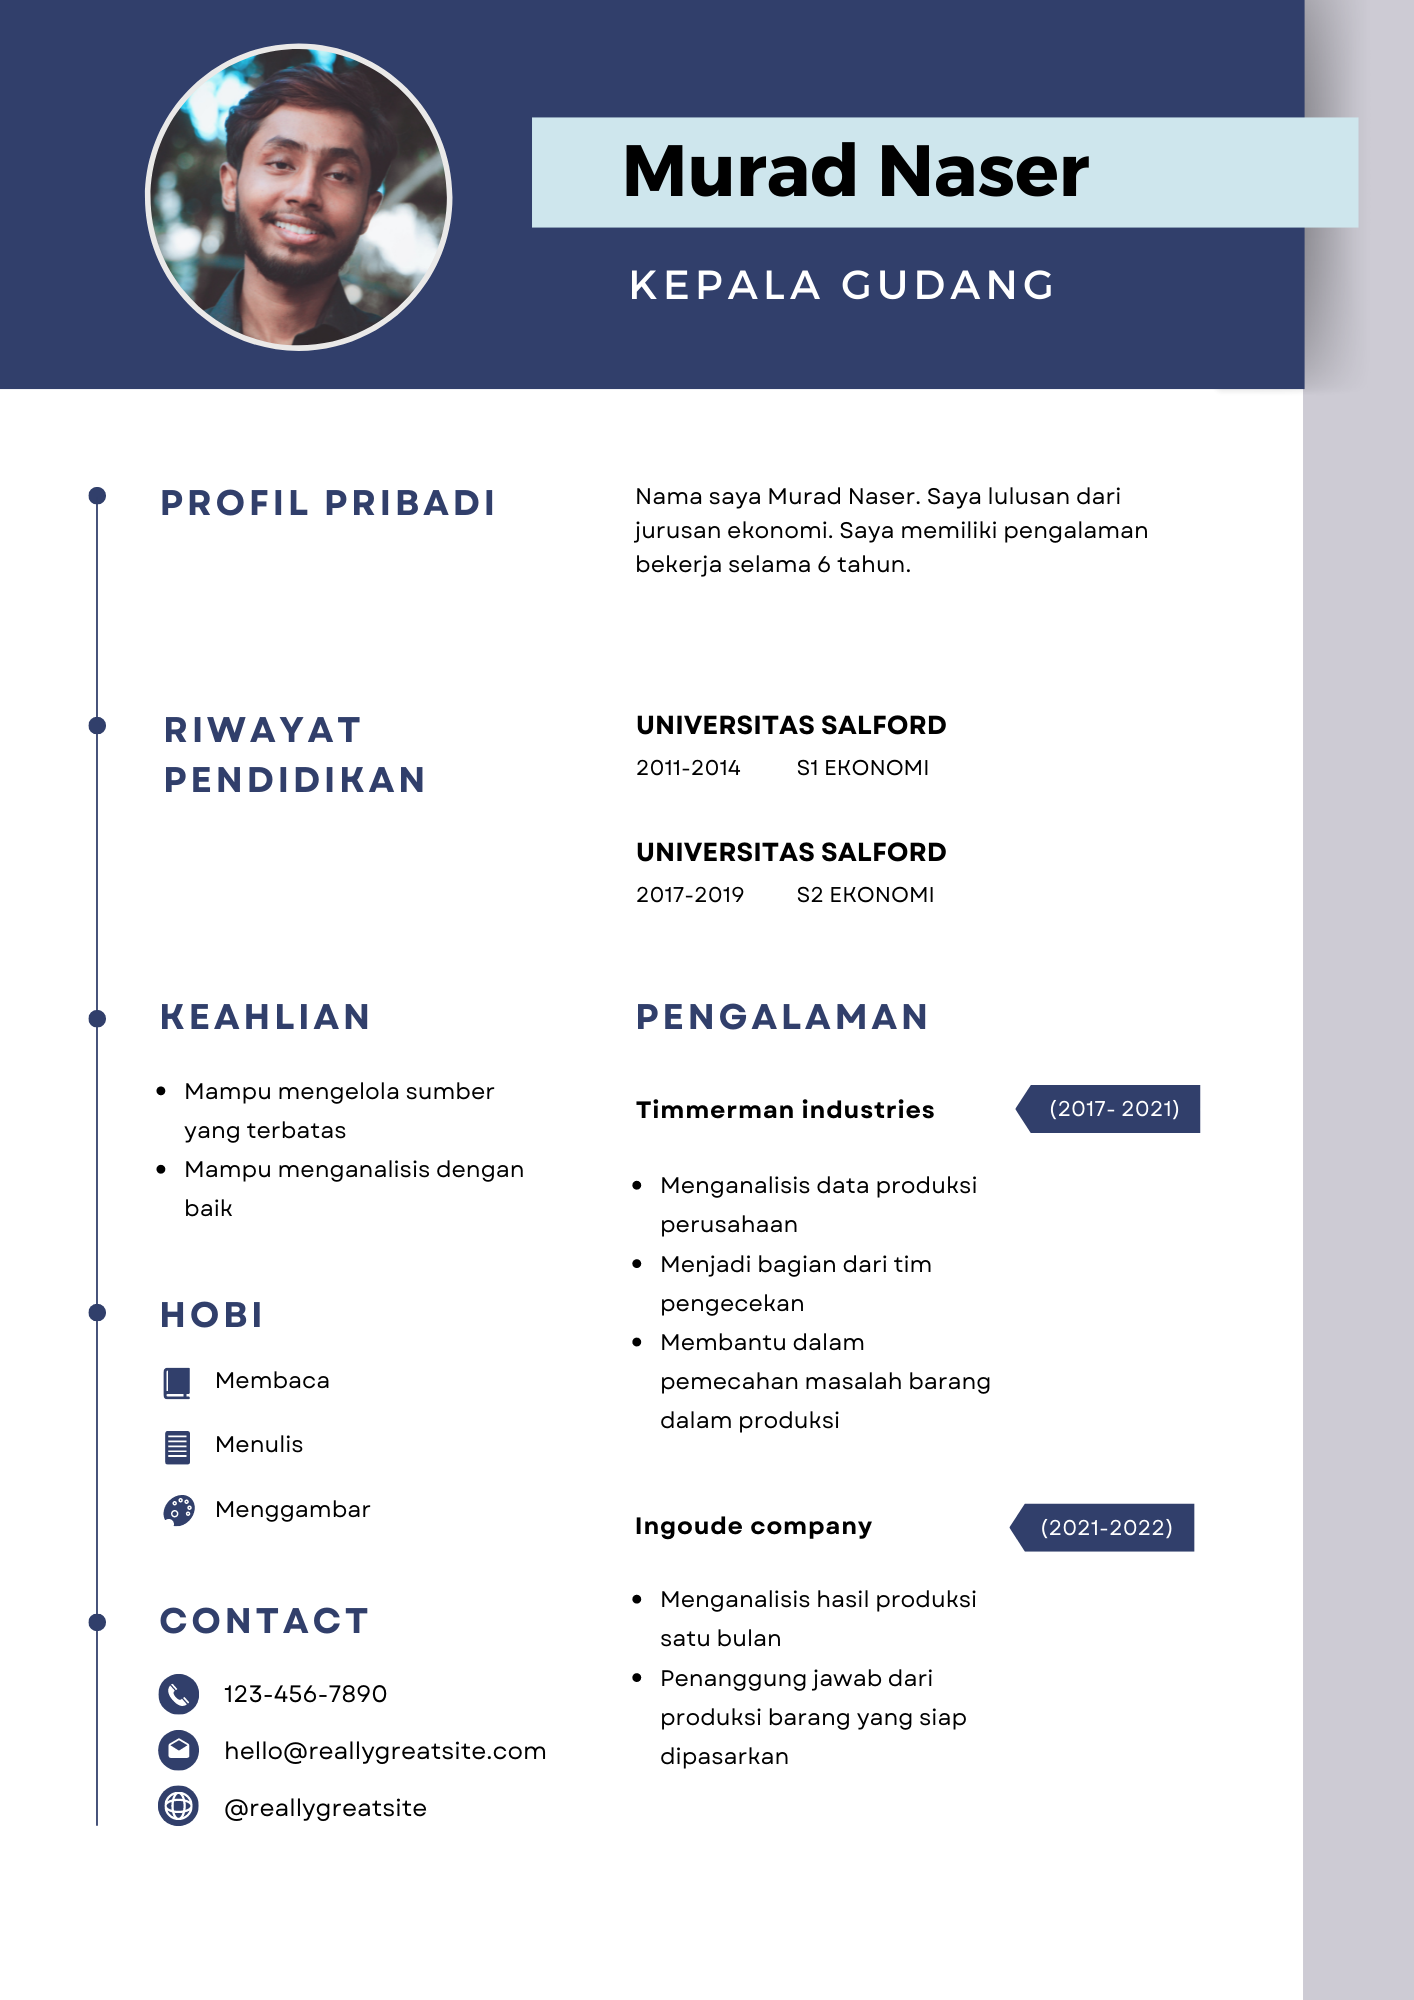 Murad Naser
KEPALA GUDANG
PROFIL PRIBADI
Nama saya Murad Naser. Saya lulusan dari
jurusan ekonomi. Saya memiliki pengalaman
bekerja selama 6 tahun.
RIWAYAT
PENDIDIKAN
UNIVERSITAS SALFORD
2011-2014 S1 EKONOMI
UNIVERSITAS SALFORD
2017-2019 S2 EKONOMI
KEAHLIAN
• Mampu mengelola sumber
yang terbatas
• Mampu menganalisis dengan
baik
HOBI
Membaca
Menulis
Menggambar
CONTACT
123-456-7890
hello@reallygreatsite.com
@reallygreatsite
PENGALAMAN
Timmerman industries (2017- 2021)
• Menganalisis data produksi
perusahaan
• Menjadi bagian dari tim
pengecekan
• Membantu dalam
pemecahan masalah barang
dalam produksi
Ingoude company (2021-2022)
• Menganalisis hasil produksi
satu bulan
• Penanggung jawab dari
produksi barang yang siap
dipasarkan